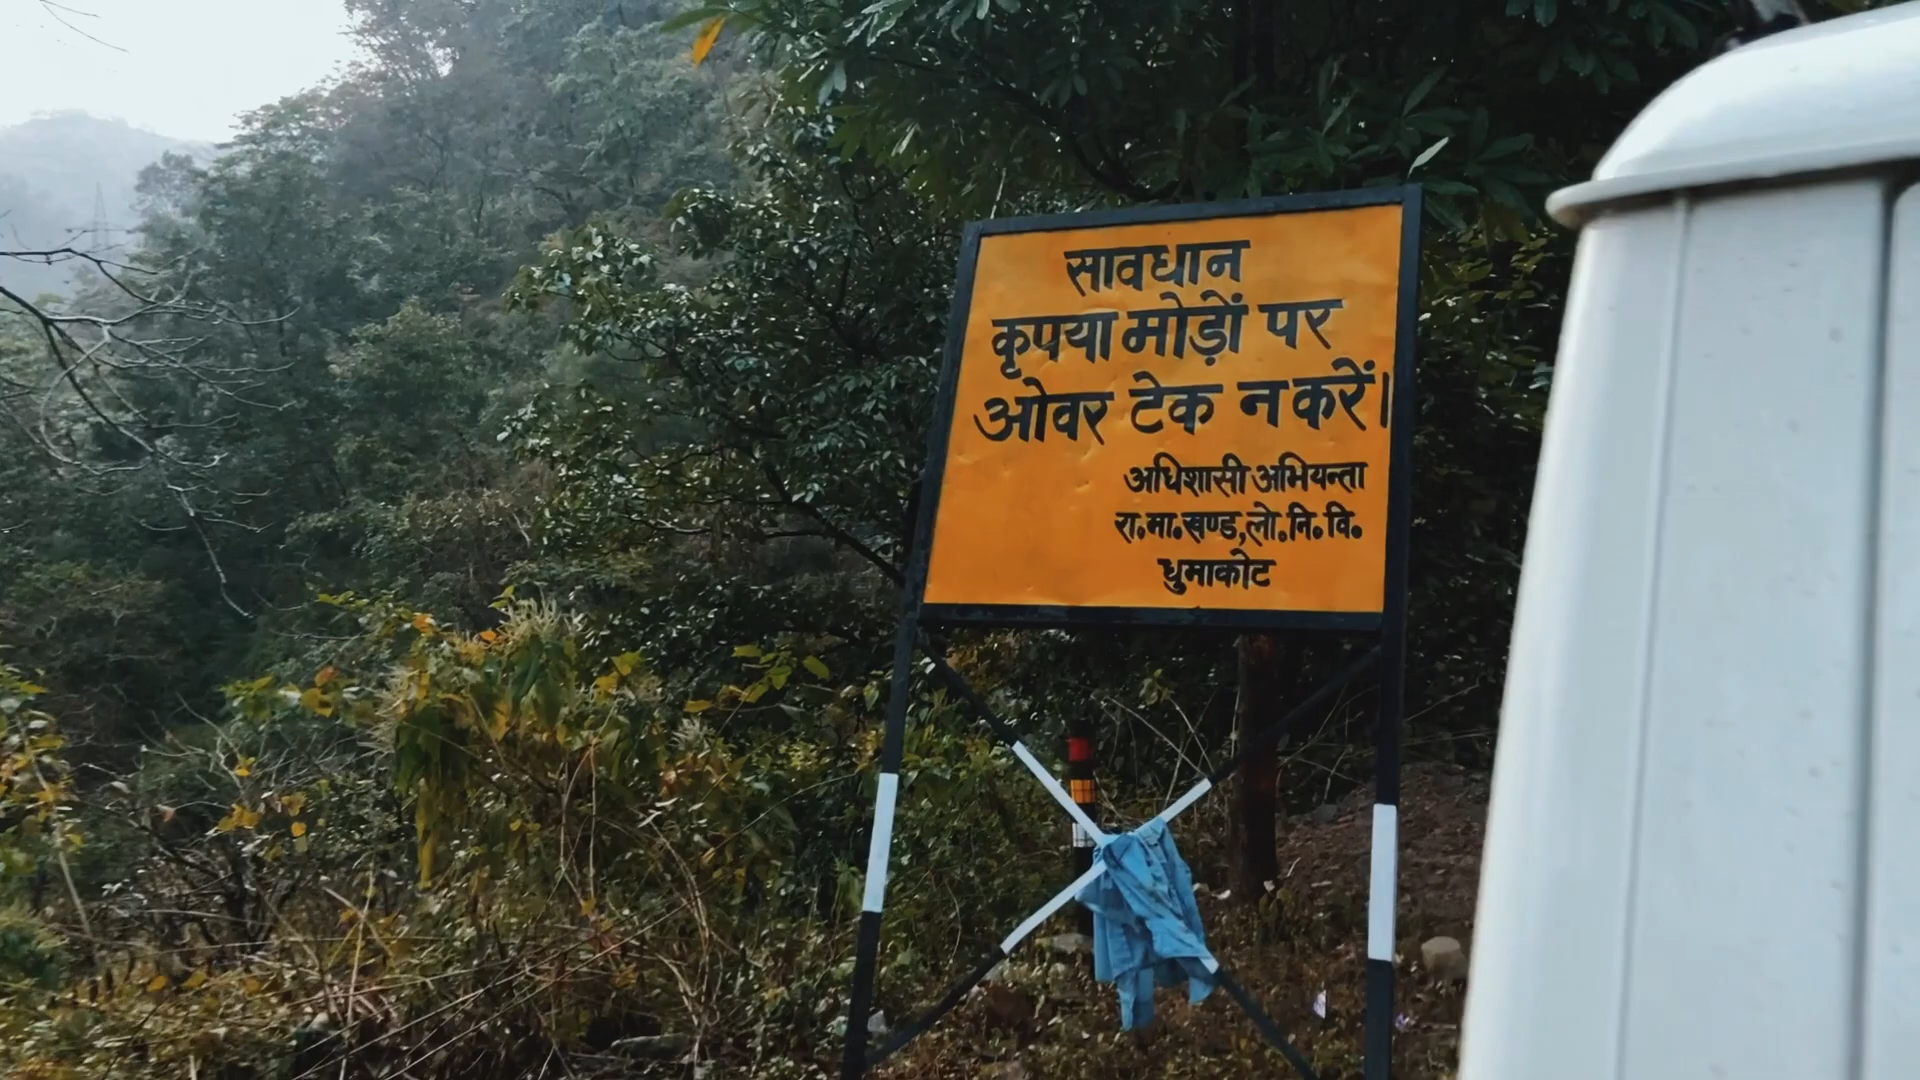 सावधान
कृपया मोड़ों पर
ओवर टेक न करें।
अधिशासी अभियन्ता
रा॰मा॰खण्ड,लो॰नि॰वि॰
धुमाकोट